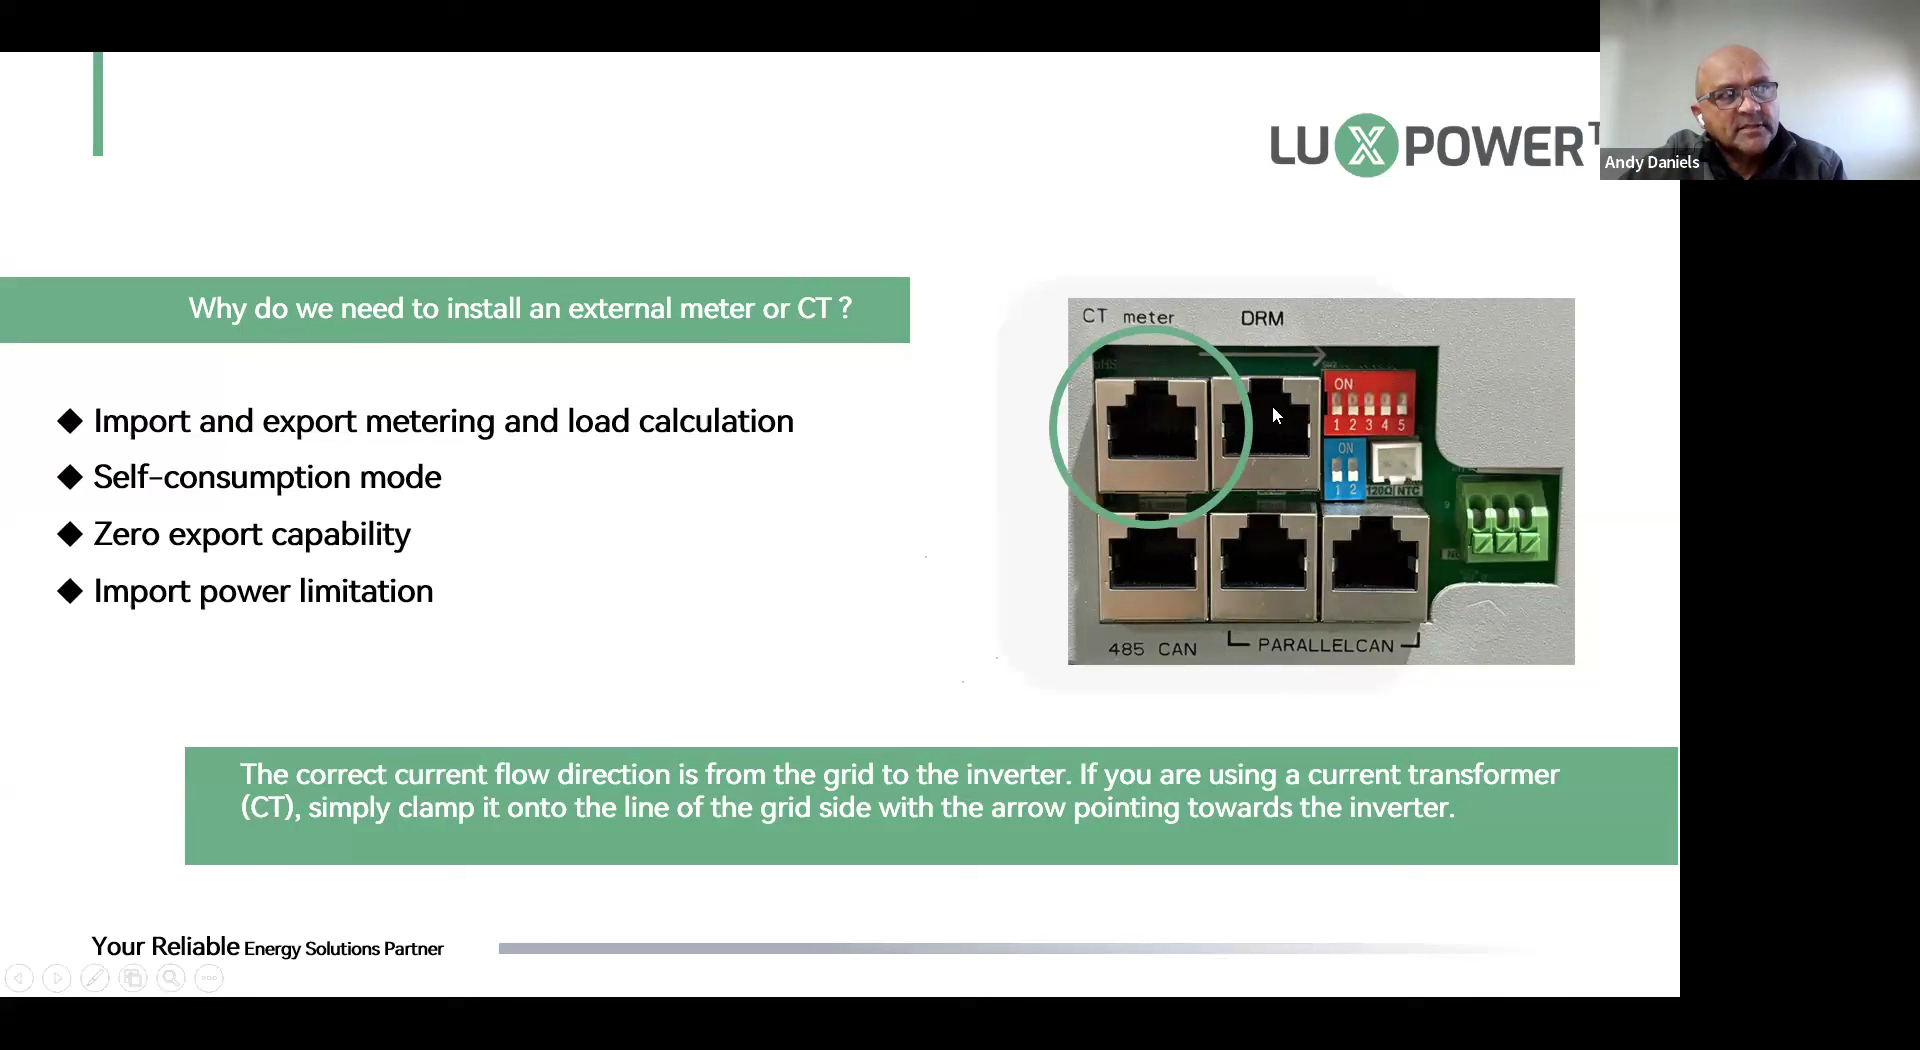 LUXPOWER
Andy Daniels
Why do we need to install an external meter or CT ?
Import and export metering and load calculation
Self-consumption mode
Zero export capability
Import power limitation
CT meter
DRM
ON
1 2 3 4 5
ON
1 2
120Ω NTC
485 CAN
PARALLELCAN
The correct current flow direction is from the grid to the inverter. If you are using a current transformer
(CT), simply clamp it onto the line of the grid side with the arrow pointing towards the inverter.
Your Reliable Energy Solutions Partner